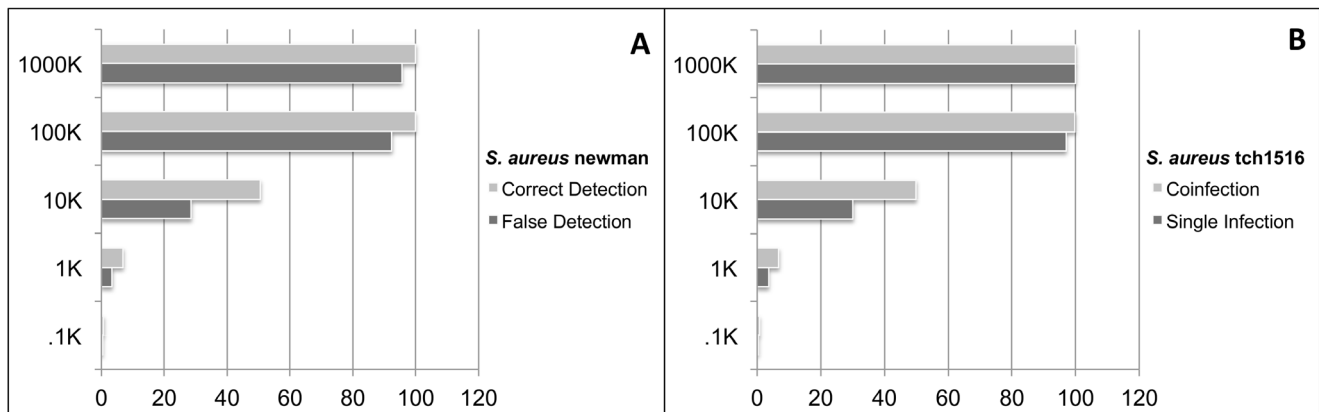 A
1000K
100K
10K
1K
.1K
S. aureus newman
Correct Detection
False Detection
0 20 40 60 80 100 120
B
1000K
100K
10K
1K
.1K
S. aureus tch1516
Coinfection
Single Infection
0 20 40 60 80 100 120